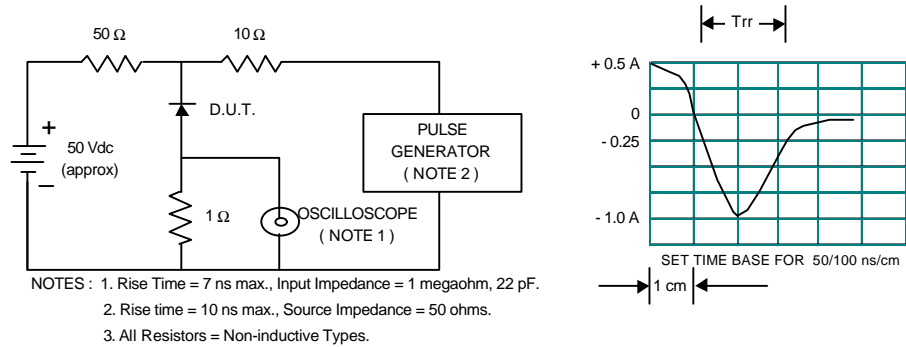 50 Ω
10 Ω
D.U.T.
+
50 Vdc
(approx)
−
1 Ω
OSCILLOSCOPE
( NOTE 1 )
PULSE
GENERATOR
( NOTE 2 )
NOTES : 1. Rise Time = 7 ns max., Input Impedance = 1 megaohm, 22 pF.
2. Rise time = 10 ns max., Source Impedance = 50 ohms.
3. All Resistors = Non-inductive Types.
Trr
+ 0.5 A
0
- 0.25
- 1.0 A
SET TIME BASE FOR 50/100 ns/cm
1 cm